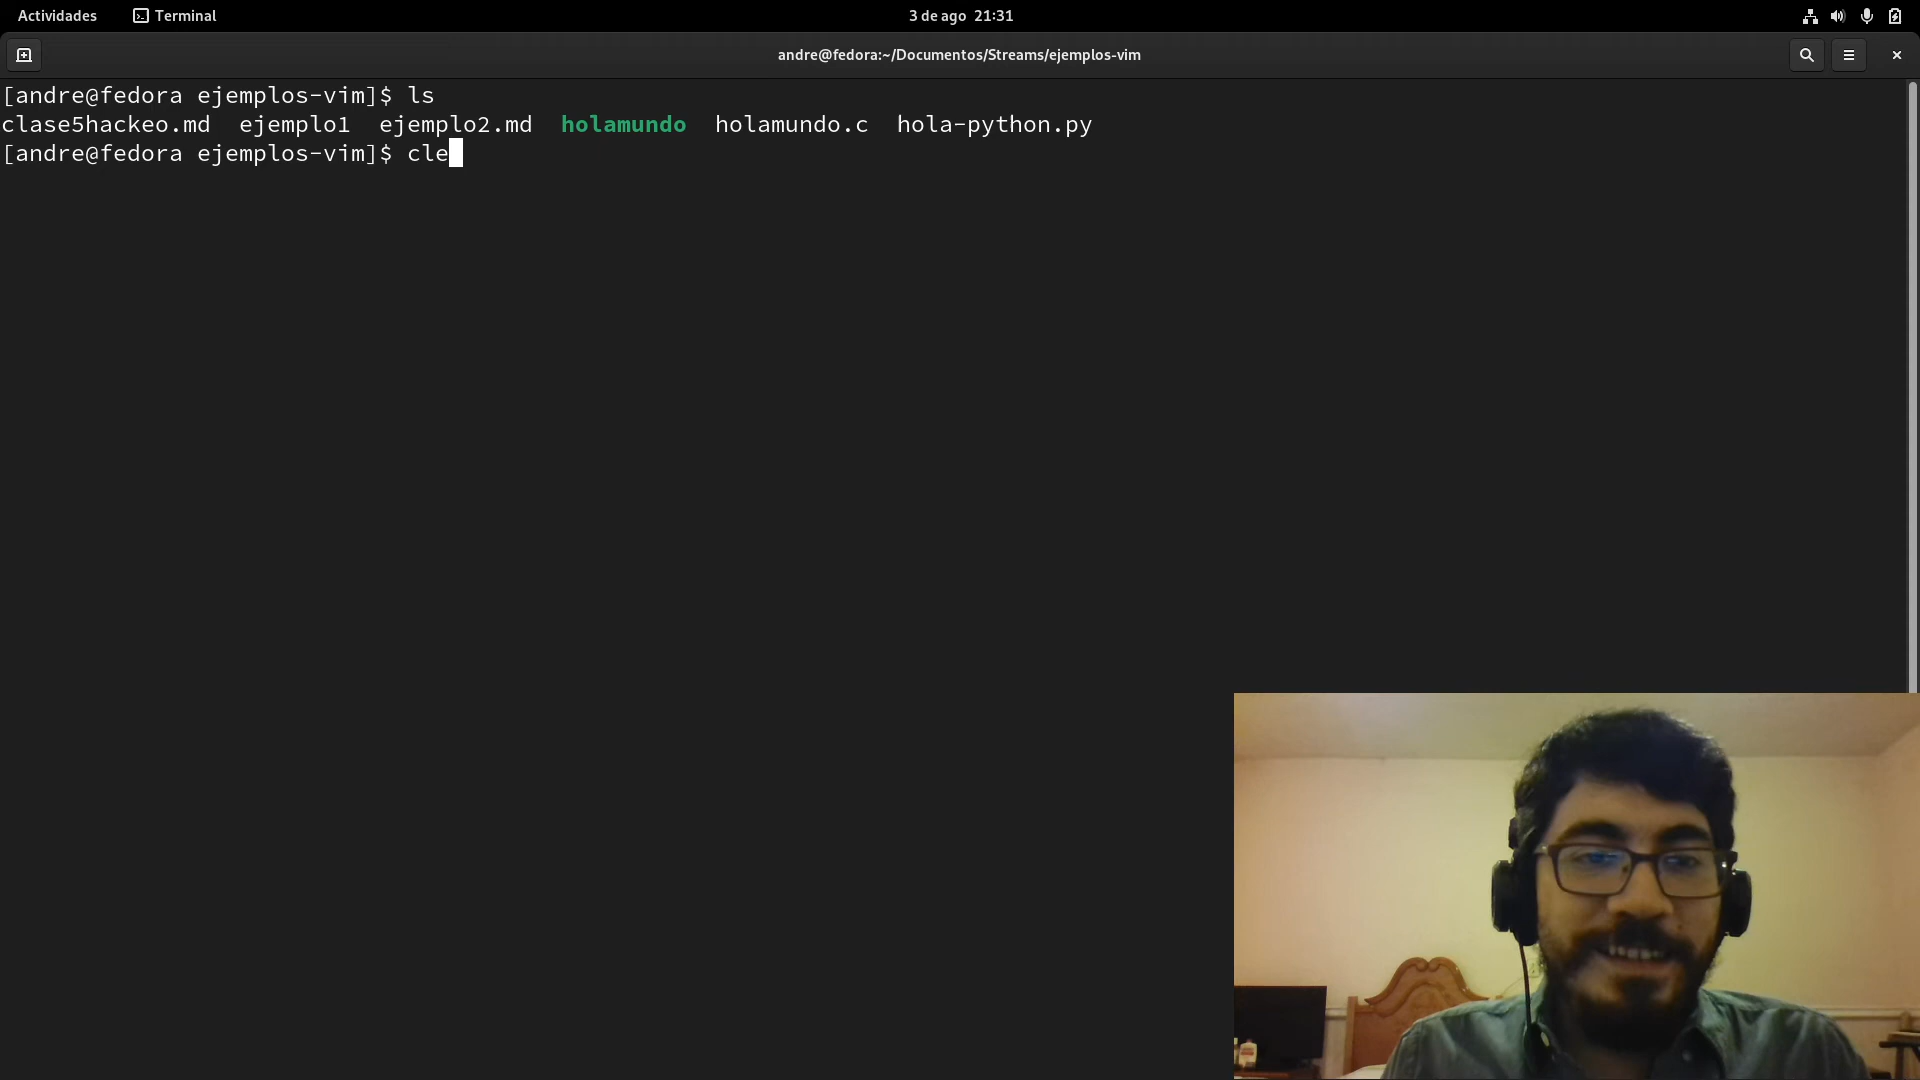 Actividades Terminal 3 de ago 21:31
andre@fedora:~/Documentos/Streams/ejemplos-vim
[andre@fedora ejemplos-vim]$ ls
clase5hackeo.md ejemplo1 ejemplo2.md holamundo holamundo.c hola-python.py
[andre@fedora ejemplos-vim]$ cle